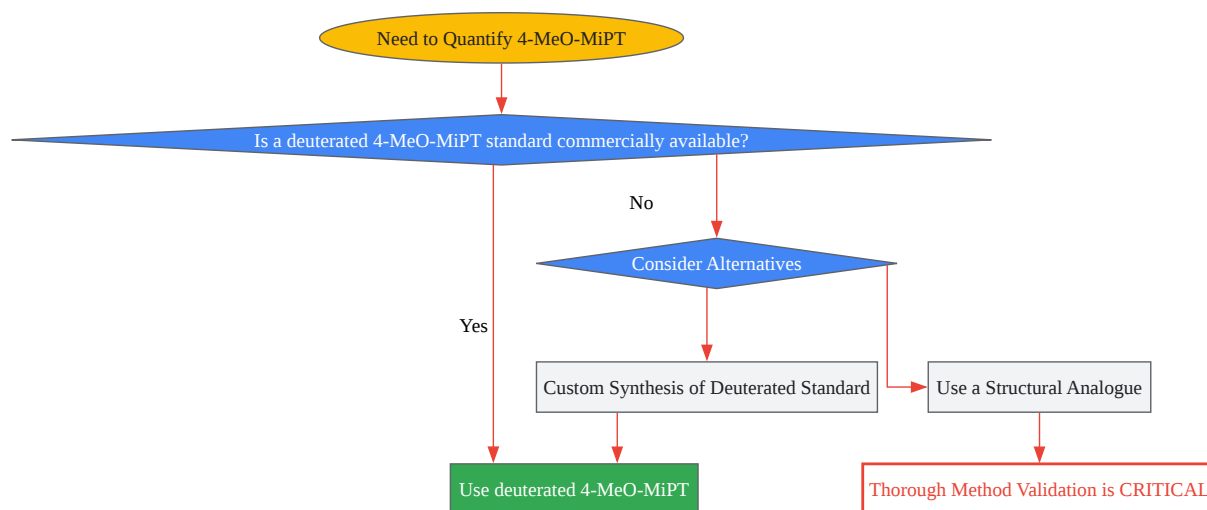 Need to Quantify 4-MeO-MiPT
Is a deuterated 4-MeO-MiPT standard commercially available?
No
Consider Alternatives
Yes
Custom Synthesis of Deuterated Standard
Use a Structural Analogue
Use deuterated 4-MeO-MiPT
Thorough Method Validation is CRITICAL